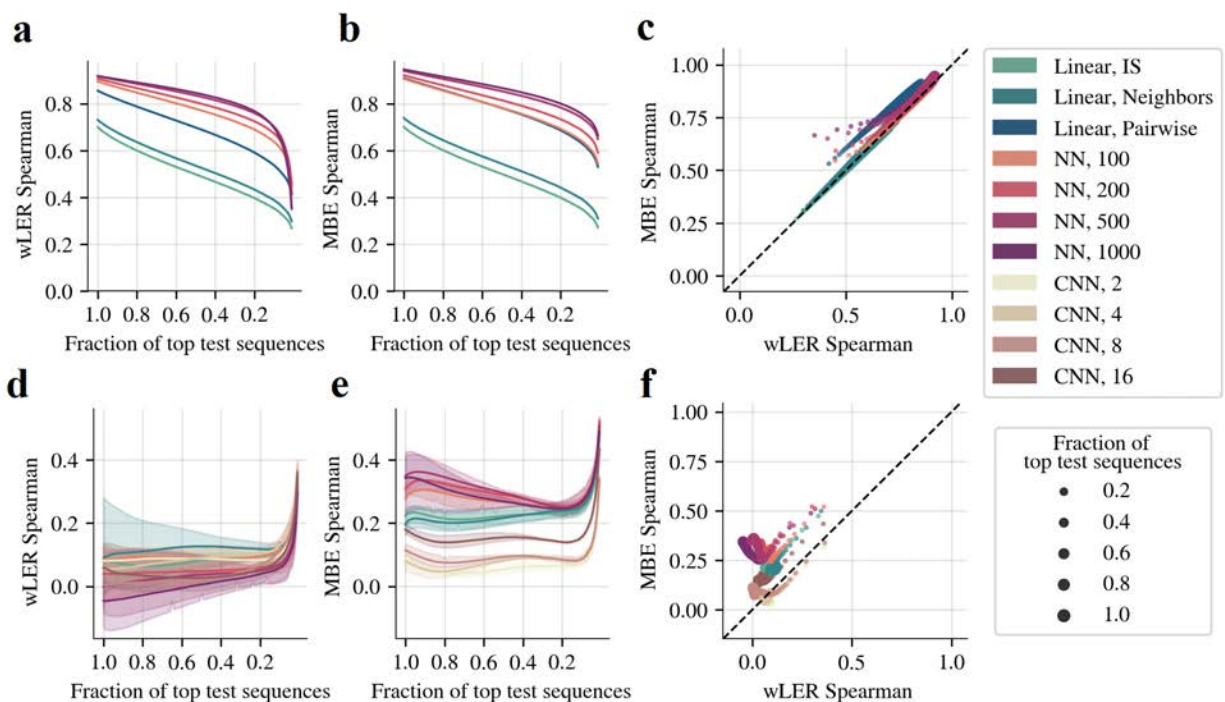 a
wLER Spearman
0.8
0.6
0.4
0.2
0.0
1.0 0.8 0.6 0.4 0.2
Fraction of top test sequences
b
MBE Spearman
0.8
0.6
0.4
0.2
0.0
1.0 0.8 0.6 0.4 0.2
Fraction of top test sequences
c
MBE Spearman
1.00
0.75
0.50
0.25
0.00
0.0 0.5 1.0
wLER Spearman
Linear, IS
Linear, Neighbors
Linear, Pairwise
NN, 100
NN, 200
NN, 500
NN, 1000
CNN, 2
CNN, 4
CNN, 8
CNN, 16
d
wLER Spearman
0.4
0.2
0.0
1.0 0.8 0.6 0.4 0.2
Fraction of top test sequences
e
MBE Spearman
0.4
0.2
0.0
1.0 0.8 0.6 0.4 0.2
Fraction of top test sequences
f
MBE Spearman
1.00
0.75
0.50
0.25
0.00
0.0 0.5 1.0
wLER Spearman
Fraction of
top test sequences
0.2
0.4
0.6
0.8
1.0